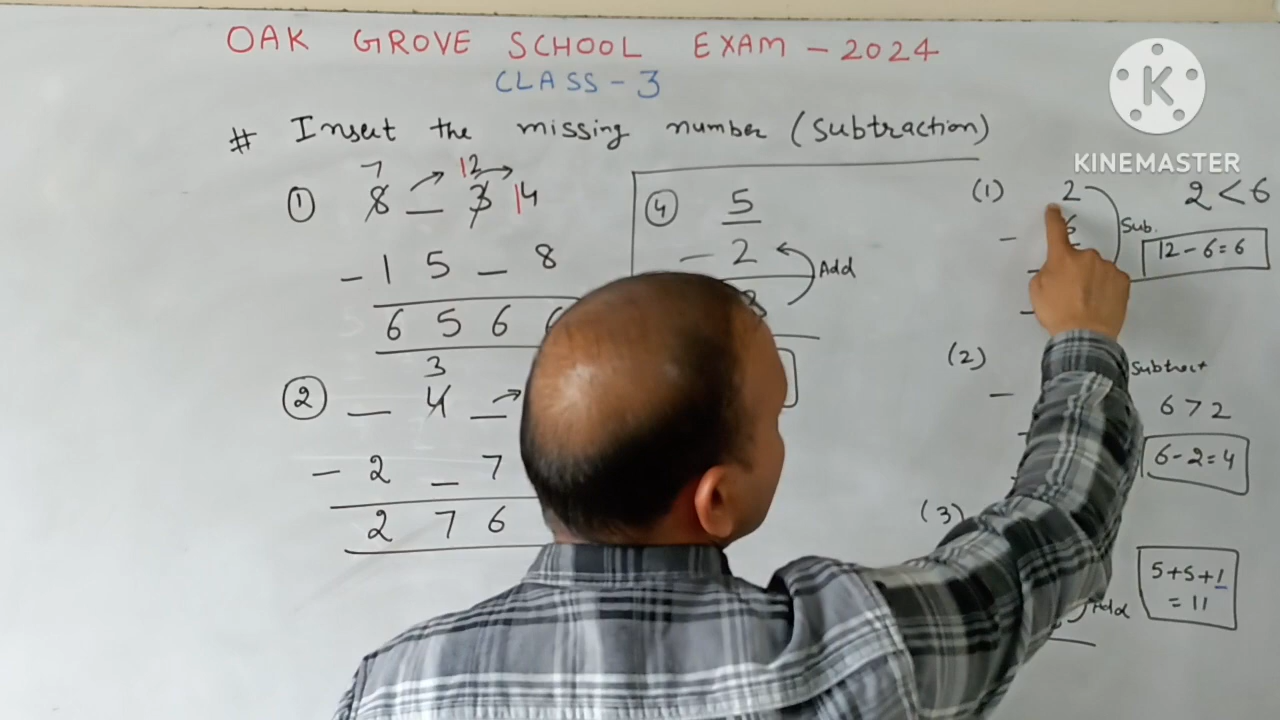 OAK GROVE SCHOOL EXAM - 2024
CLASS - 3
# Insert the missing number (Subtraction)
KINEMASTER
K
① 7 12
8 _ 3 14
- 1 5 _ 8
6 5 6
② 3
_ 4 _
- 2 _ 7
2 7 6
④ 5
- 2
Add
(1) 2 2 < 6
- 6 Sub.
12 - 6 = 6
(2) Subtract
- 6 > 2
6 - 2 = 4
(3)
5 + 5 + 1
= 11
Add